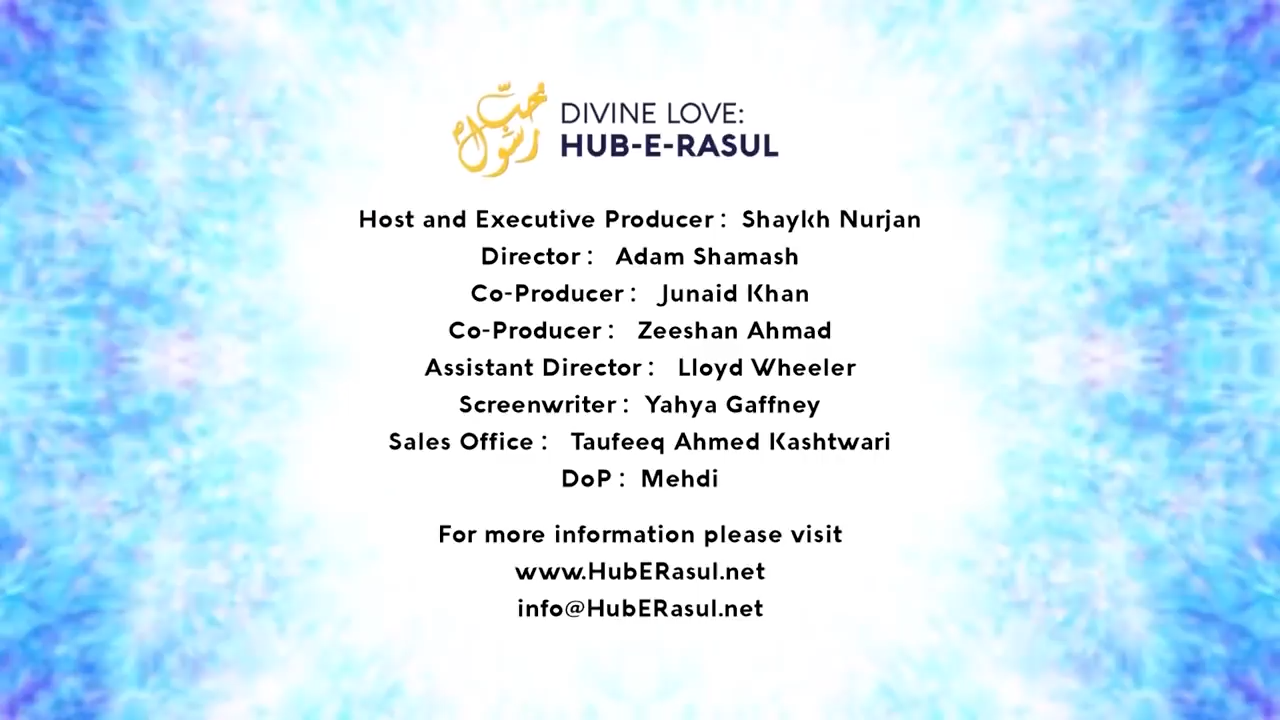 محبّ
رسول
DIVINE LOVE:
HUB-E-RASUL
Host and Executive Producer : Shaykh Nurjan
Director : Adam Shamash
Co-Producer : Junaid Khan
Co-Producer : Zeeshan Ahmad
Assistant Director : Lloyd Wheeler
Screenwriter : Yahya Gaffney
Sales Office : Taufeeq Ahmed Kashtwari
DoP : Mehdi
For more information please visit
www.HubERasul.net
info@HubERasul.net